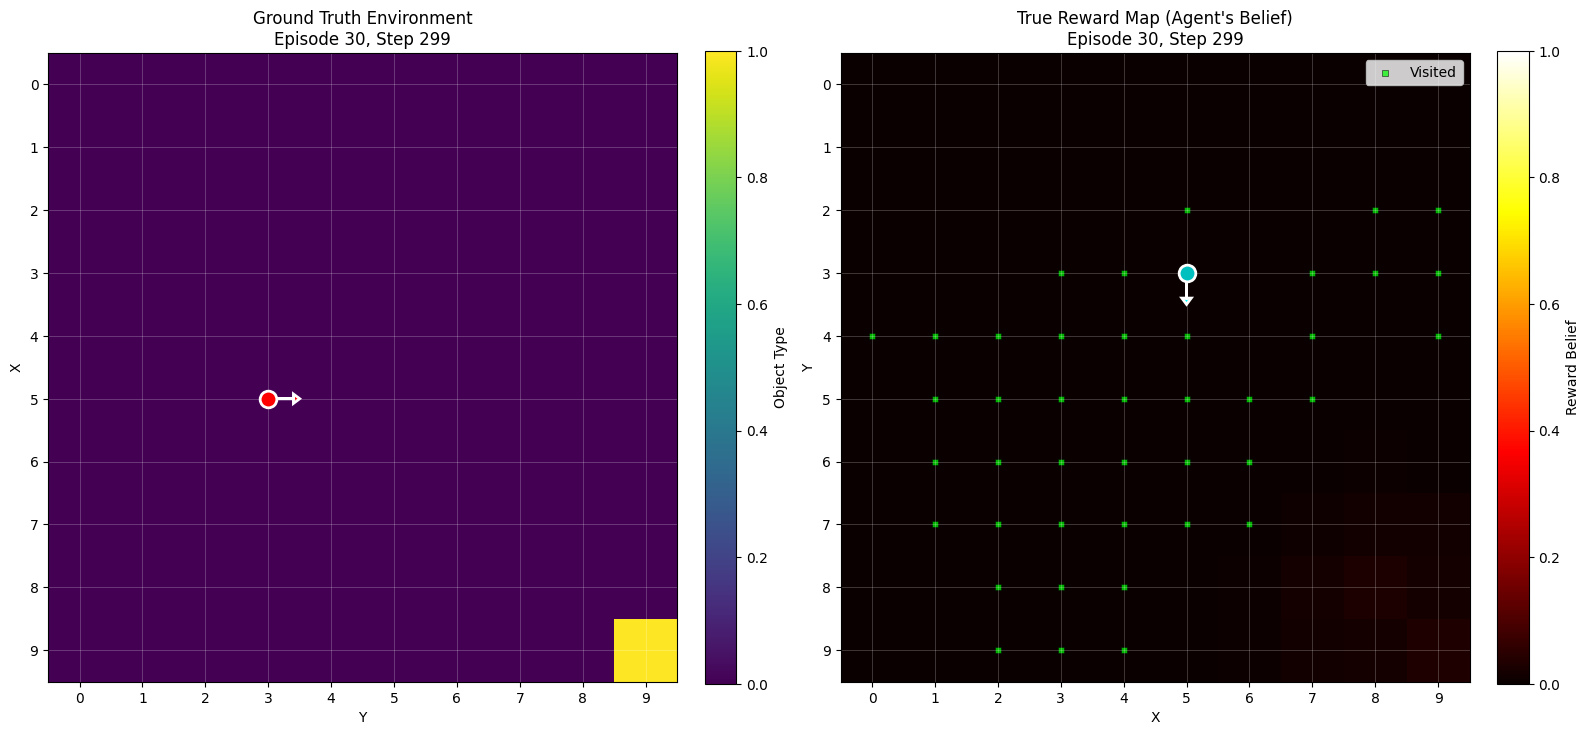 Ground Truth Environment
Episode 30, Step 299
0
1
2
3
4
5
6
7
8
9
X
0 1 2 3 4 5 6 7 8 9
Y
1.0
0.8
0.6
0.4
0.2
0.0
Object Type
True Reward Map (Agent's Belief)
Episode 30, Step 299
Visited
0
1
2
3
4
5
6
7
8
9
Y
0 1 2 3 4 5 6 7 8 9
X
1.0
0.8
0.6
0.4
0.2
0.0
Reward Belief